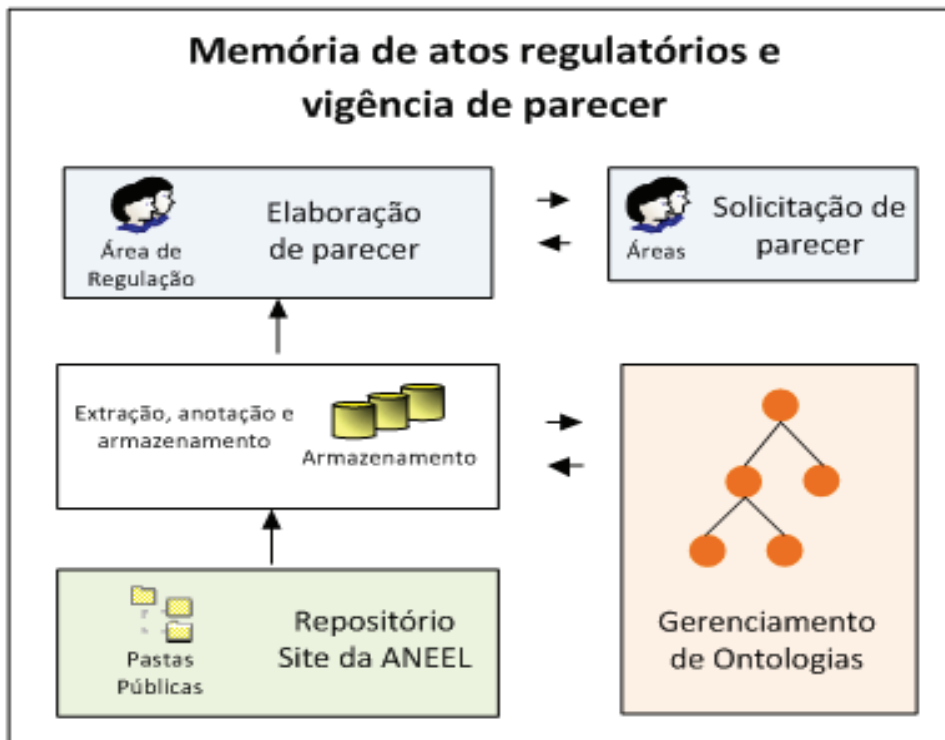 Memória de atos regulatórios e
vigência de parecer
Elaboração
de parecer
Área de
Regulação
Solicitação de
parecer
Áreas
Extração, anotação e
armazenamento
Armazenamento
Repositório
Site da ANEEL
Pastas
Públicas
Gerenciamento
de Ontologias